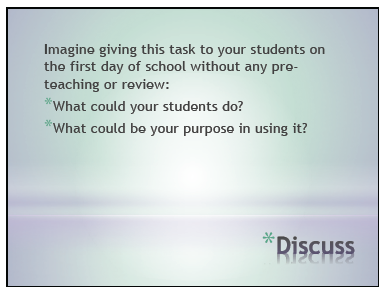 Imagine giving this task to your students on
the first day of school without any pre-
teaching or review:
*What could your students do?
*What could be your purpose in using it?
*Discuss